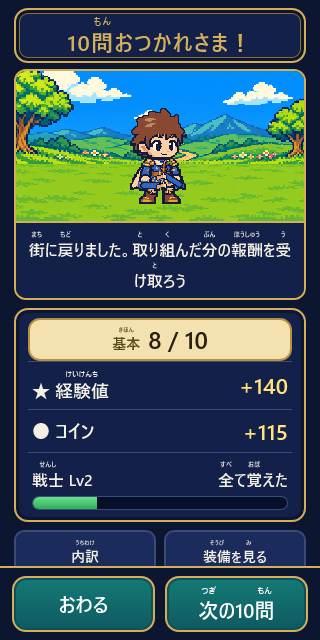 10問おつかれさま！
街に戻りました。取り組んだ分の報酬を受
け取ろう
基本 8 / 10
★ 経験値 +140
● コイン +115
戦士 Lv2 全て覚えた
内訳 装備を見る
おわる 次の10問